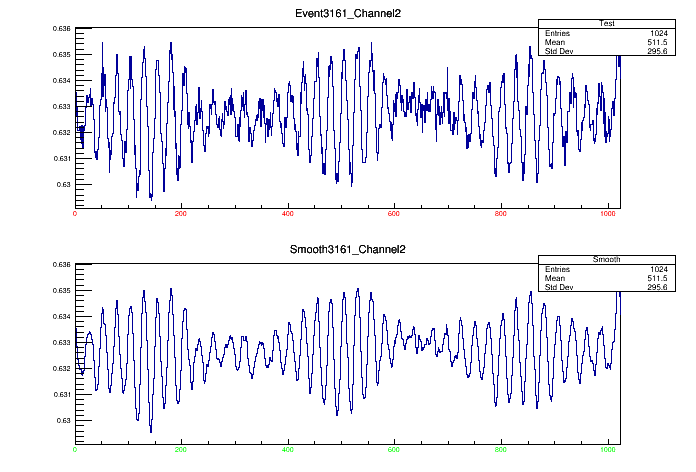 Event3161_Channel2
Test
Entries 1024
Mean 511.5
Std Dev 295.6
0.636
0.635
0.634
0.633
0.632
0.631
0.63
0 200 400 600 800 1000
Smooth3161_Channel2
Smooth
Entries 1024
Mean 511.5
Std Dev 295.6
0.636
0.635
0.634
0.633
0.632
0.631
0.63
0 200 400 600 800 1000